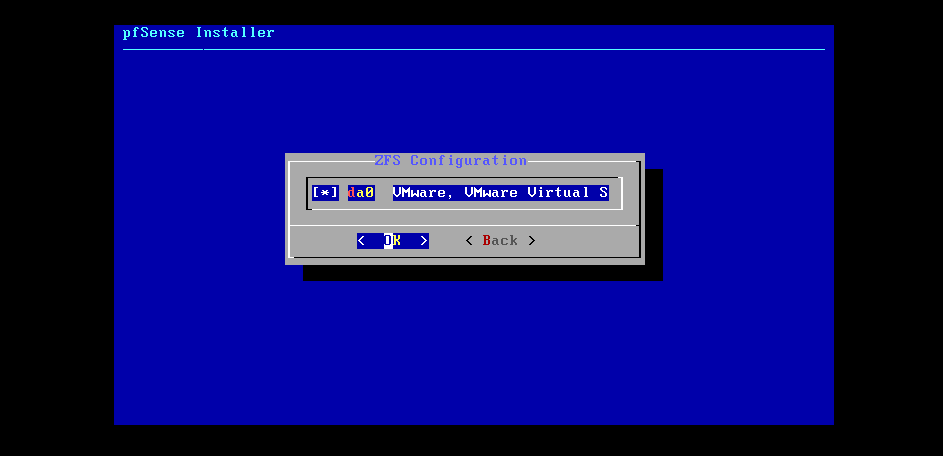 pfSense Installer
ZFS Configuration
[*] da0 VMware, VMware Virtual S
< OK > < Back >